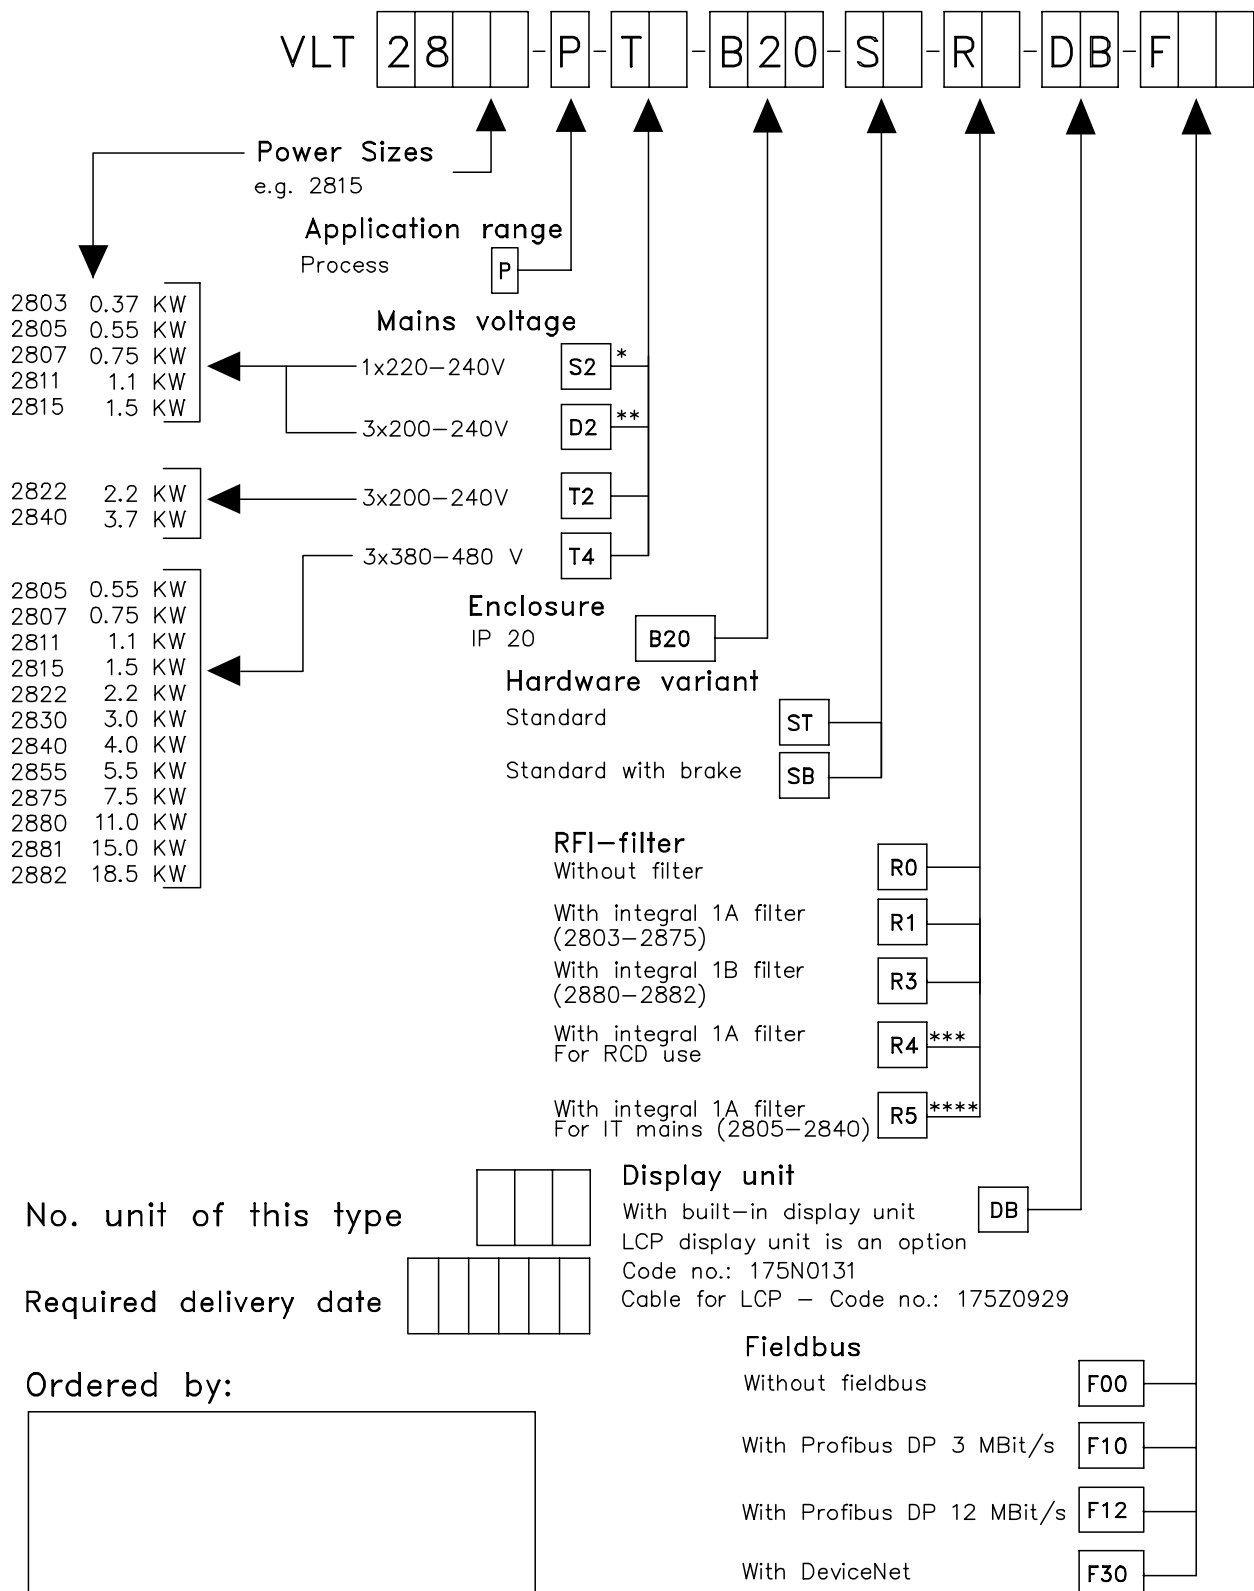 VLT 28 -P-T -B20-S -R -DB-F
Power Sizes
e.g. 2815
Application range
Process P
2803 0.37 KW
2805 0.55 KW
2807 0.75 KW
2811 1.1 KW
2815 1.5 KW
Mains voltage
1x220-240V S2 *
3x200-240V D2 **
2822 2.2 KW
2840 3.7 KW
3x200-240V T2
3x380-480 V T4
2805 0.55 KW
2807 0.75 KW
2811 1.1 KW
2815 1.5 KW
2822 2.2 KW
2830 3.0 KW
2840 4.0 KW
2855 5.5 KW
2875 7.5 KW
2880 11.0 KW
2881 15.0 KW
2882 18.5 KW
Enclosure
IP 20 B20
Hardware variant
Standard ST
Standard with brake SB
RFI-filter
Without filter R0
With integral 1A filter R1
(2803-2875)
With integral 1B filter R3
(2880-2882)
With integral 1A filter R4 ***
For RCD use
With integral 1A filter R5 ****
For IT mains (2805-2840)
Display unit
With built-in display unit DB
LCP display unit is an option
Code no.: 175N0131
Cable for LCP - Code no.: 175Z0929
No. unit of this type
Required delivery date
Ordered by:
Fieldbus
Without fieldbus F00
With Profibus DP 3 MBit/s F10
With Profibus DP 12 MBit/s F12
With DeviceNet F30